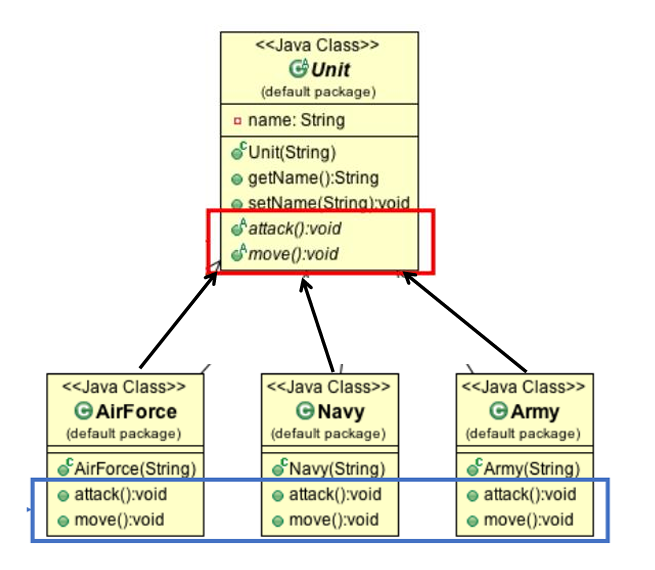 <<Java Class>>
Unit
(default package)
name: String
Unit(String)
getName():String
setName(String):void
attack():void
move():void
<<Java Class>>
AirForce
(default package)
AirForce(String)
attack():void
move():void
<<Java Class>>
Navy
(default package)
Navy(String)
attack():void
move():void
<<Java Class>>
Army
(default package)
Army(String)
attack():void
move():void